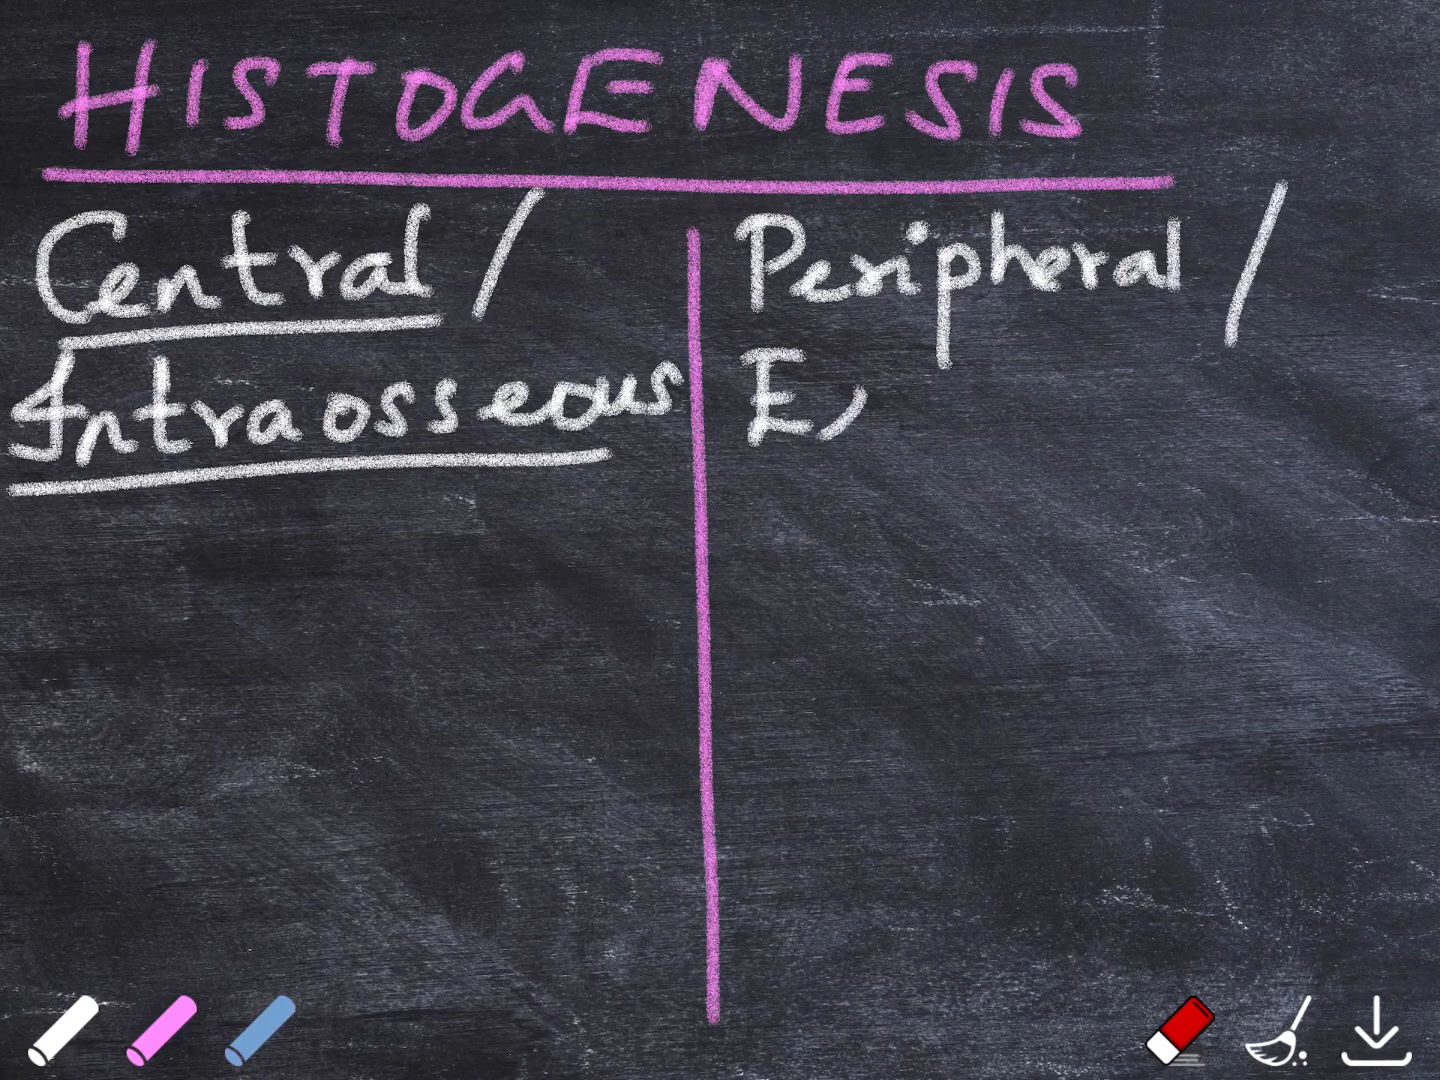 HISTOGENESIS
Central /
Intraosseous
Peripheral /
E